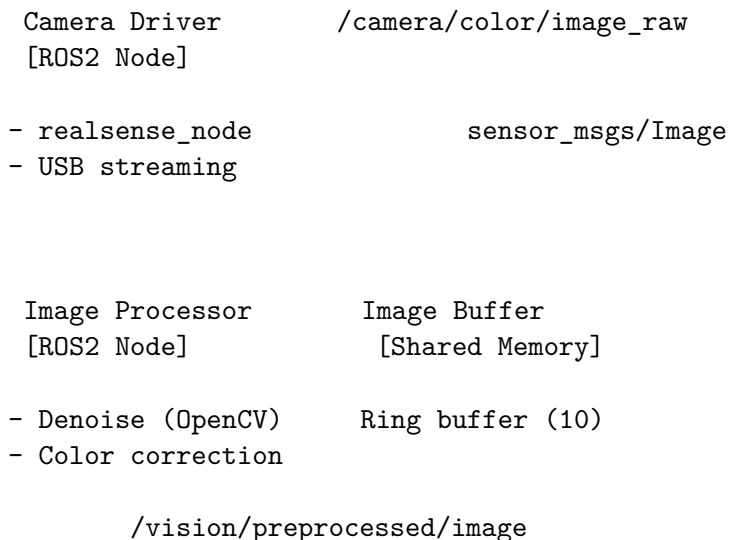 Camera Driver /camera/color/image_raw
[ROS2 Node]
- realsense_node sensor_msgs/Image
- USB streaming
Image Processor Image Buffer
[ROS2 Node] [Shared Memory]
- Denoise (OpenCV) Ring buffer (10)
- Color correction
/vision/preprocessed/image